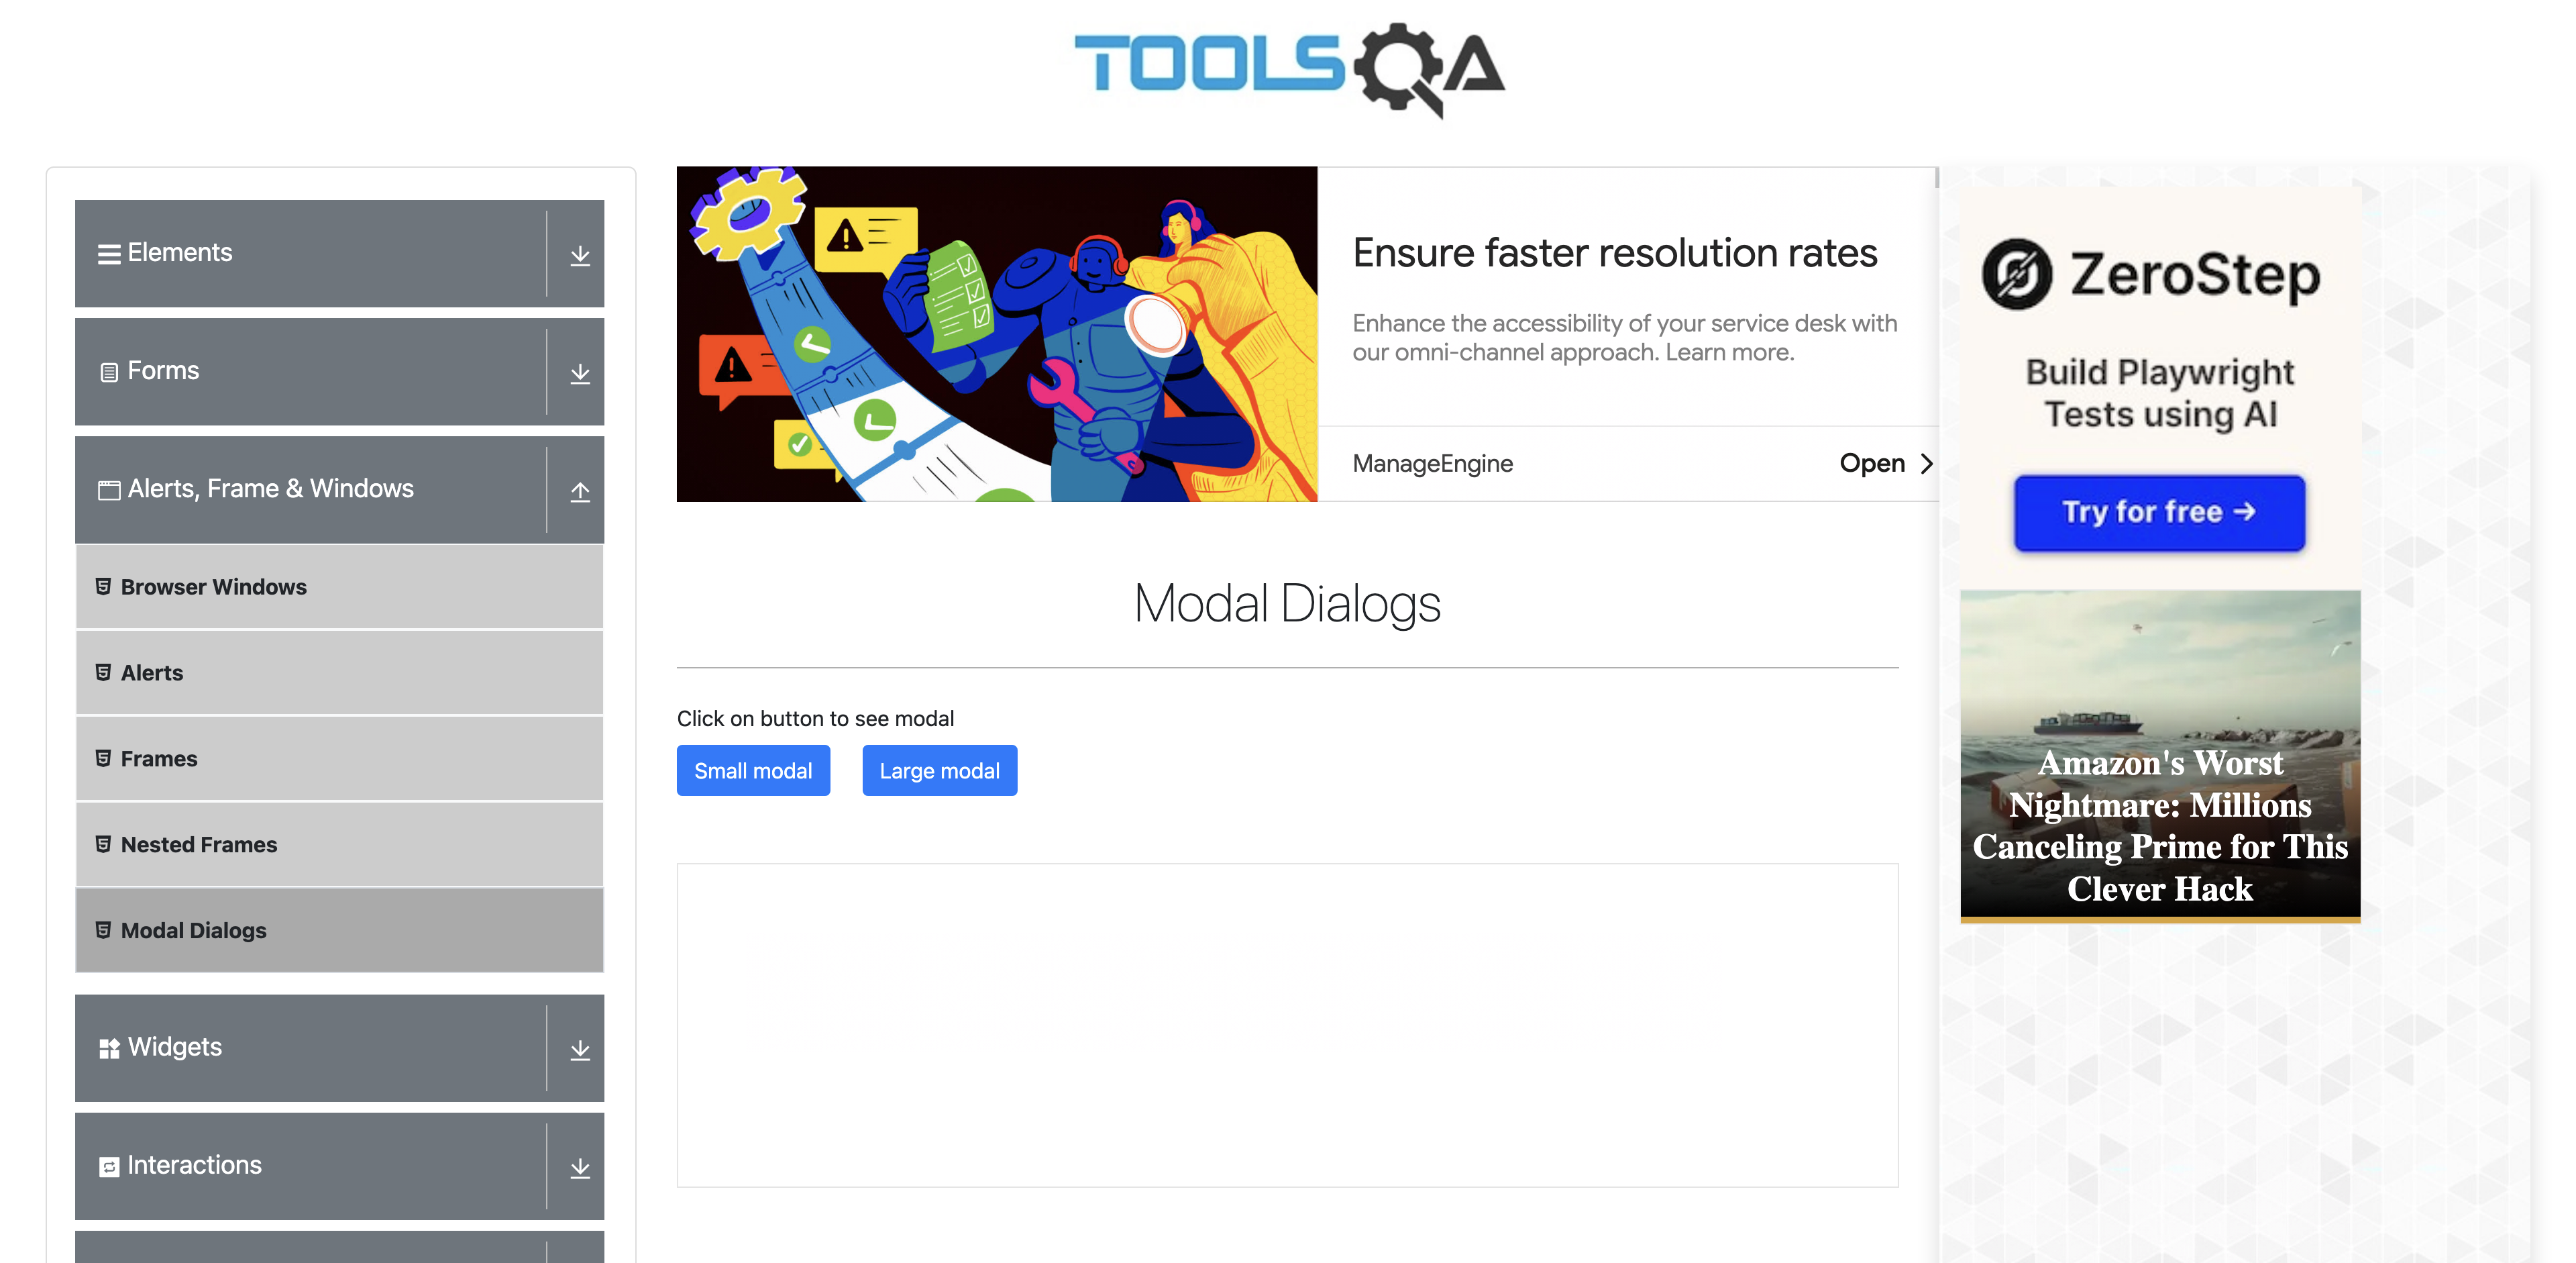 TOOLSQA
Elements
Forms
Alerts, Frame & Windows
Browser Windows
Alerts
Frames
Nested Frames
Modal Dialogs
Widgets
Interactions
Ensure faster resolution rates
Enhance the accessibility of your service desk with
our omni-channel approach. Learn more.
ManageEngine
Open
Modal Dialogs
Click on button to see modal
Small modal
Large modal
ZeroStep
Build Playwright
Tests using AI
Try for free →
Amazon's Worst
Nightmare: Millions
Canceling Prime for This
Clever Hack